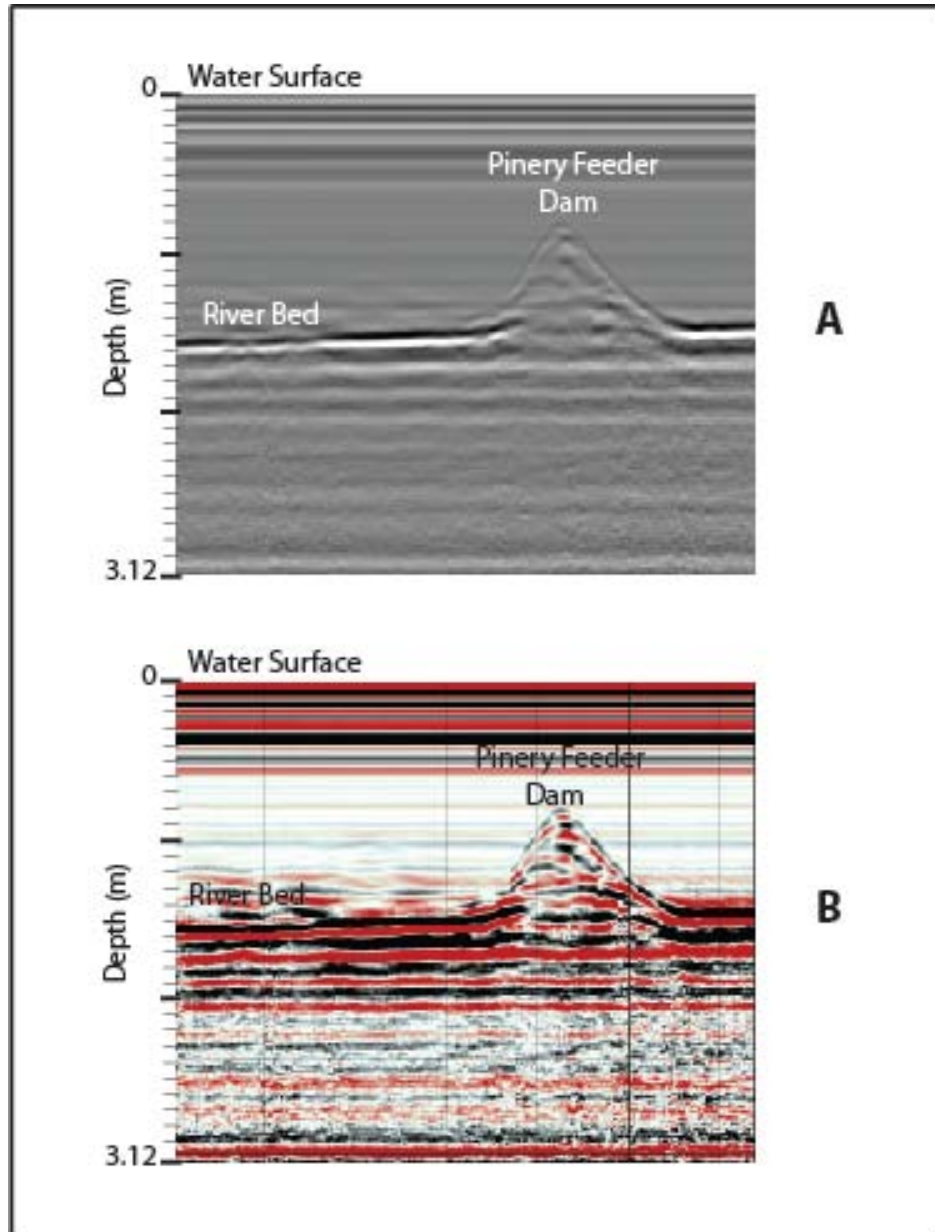 Water Surface
0
Pinery Feeder
Dam
River Bed
Depth (m)
A
3.12
Water Surface
0
Pinery Feeder
Dam
River Bed
Depth (m)
B
3.12